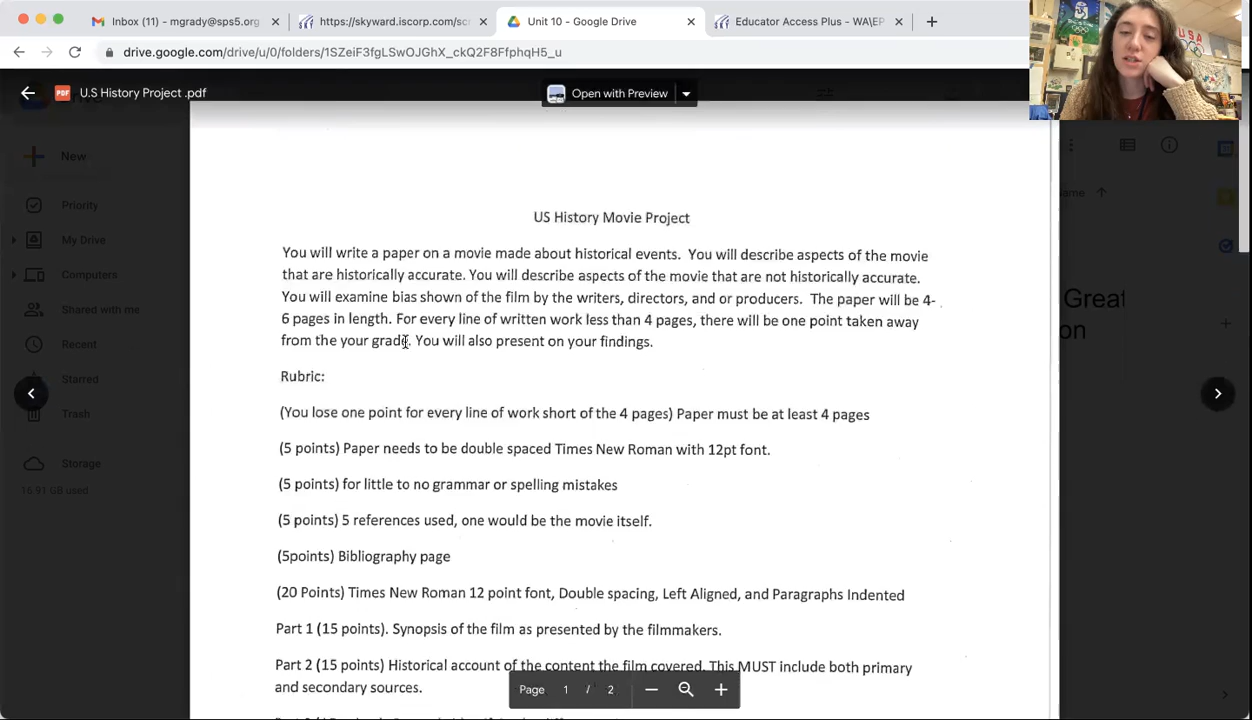 Inbox (11) - mgrady@sps5.org
https://skyward.iscorp.com/scr
Unit 10 - Google Drive
Educator Access Plus - WA\EP
drive.google.com/drive/u/0/folders/1SZeiF3fgLSwOJGhX_ckQ2F8FfphqH5_u
USA
PDF
U.S History Project .pdf
Open with Preview
New
Priority
My Drive
Computers
Shared with me
Recent
Starred
Trash
Storage
16.91 GB used
Great
US History Movie Project
You will write a paper on a movie made about historical events. You will describe aspects of the movie
that are historically accurate. You will describe aspects of the movie that are not historically accurate.
You will examine bias shown of the film by the writers, directors, and or producers. The paper will be 4-
6 pages in length. For every line of written work less than 4 pages, there will be one point taken away
from the your grade. You will also present on your findings.
Rubric:
(You lose one point for every line of work short of the 4 pages) Paper must be at least 4 pages
(5 points) Paper needs to be double spaced Times New Roman with 12pt font.
(5 points) for little to no grammar or spelling mistakes
(5 points) 5 references used, one would be the movie itself.
(5points) Bibliography page
(20 Points) Times New Roman 12 point font, Double spacing, Left Aligned, and Paragraphs Indented
Part 1 (15 points). Synopsis of the film as presented by the filmmakers.
Part 2 (15 points) Historical account of the content the film covered. This MUST include both primary
and secondary sources.
Page 1 / 2